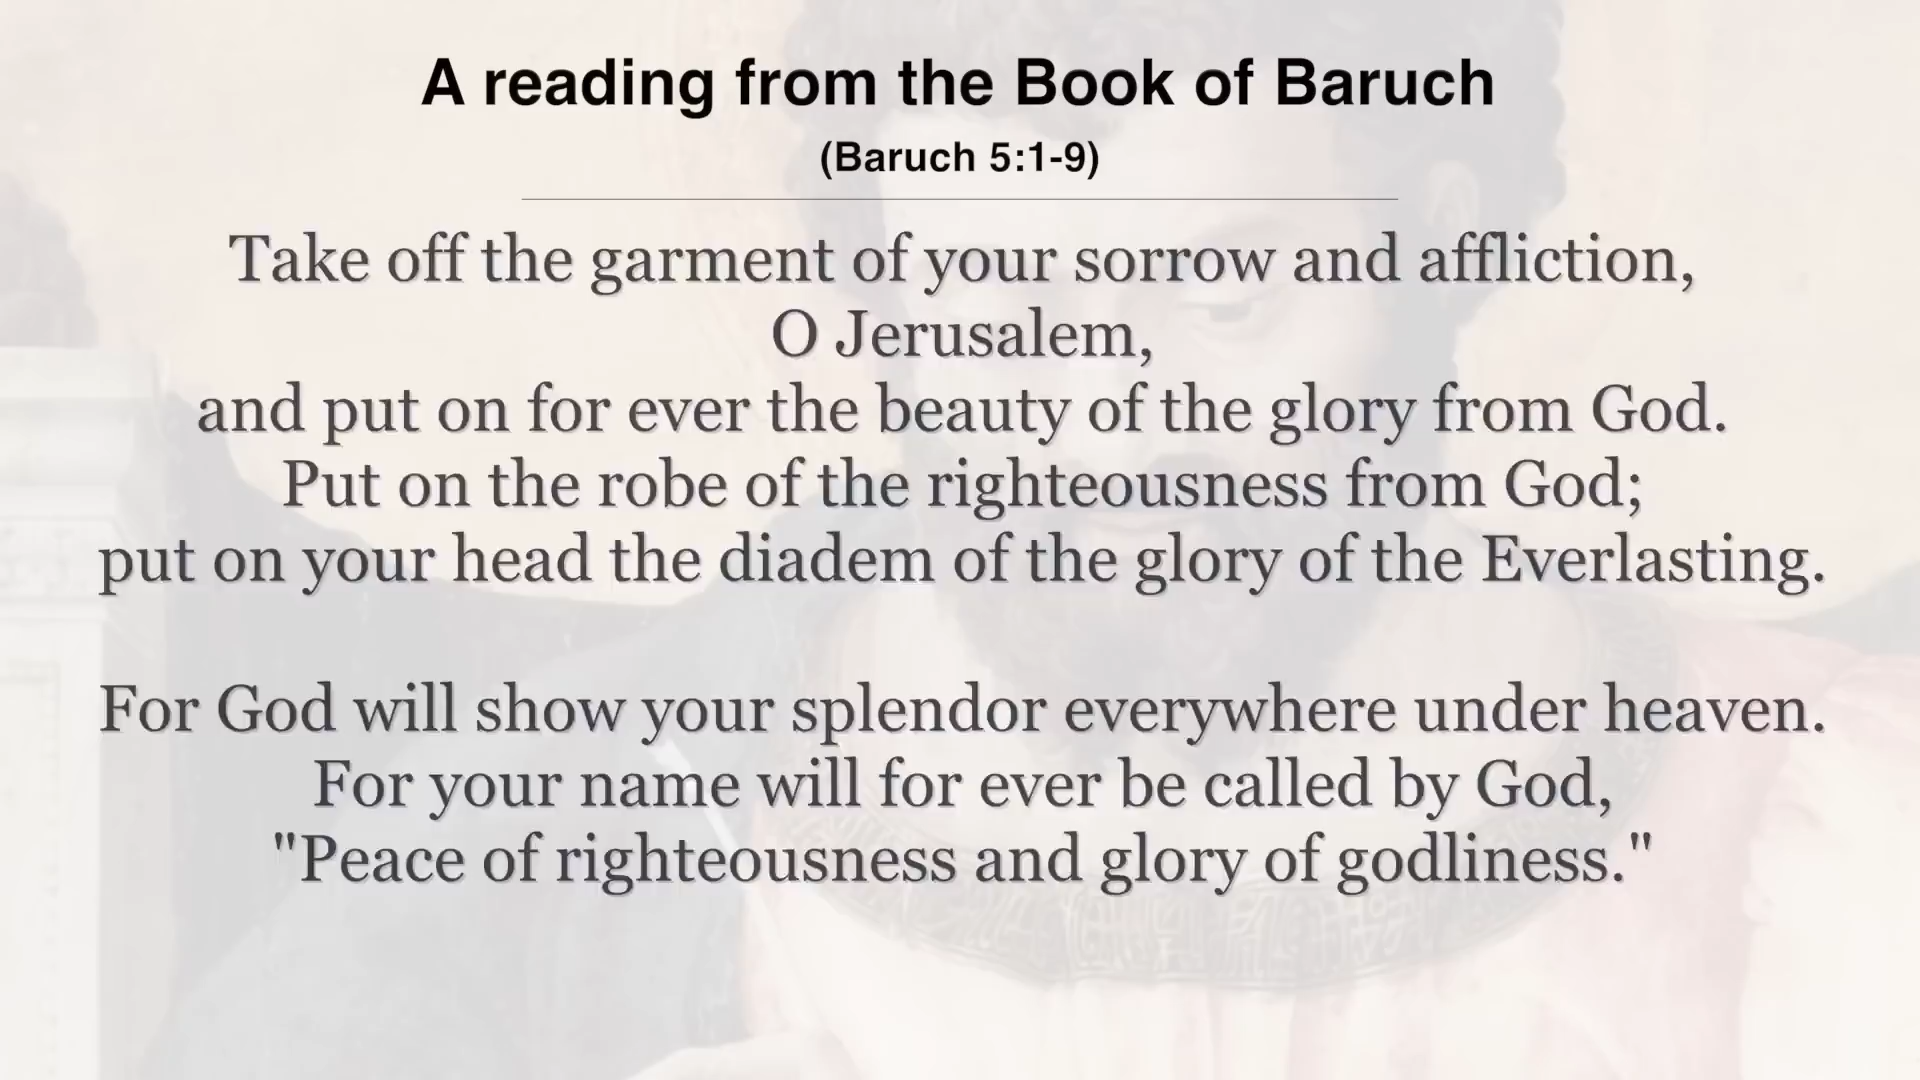 A reading from the Book of Baruch
(Baruch 5:1-9)
Take off the garment of your sorrow and affliction,
O Jerusalem,
and put on for ever the beauty of the glory from God.
Put on the robe of the righteousness from God;
put on your head the diadem of the glory of the Everlasting.
For God will show your splendor everywhere under heaven.
For your name will for ever be called by God,
"Peace of righteousness and glory of godliness."